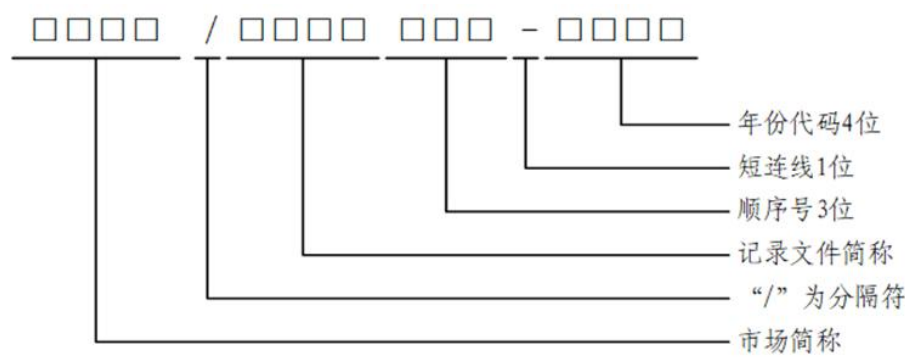 □□□□ / □□□□ □□□ - □□□□
年份代码4位
短连线1位
顺序号3位
记录文件简称
“/”为分隔符
市场简称